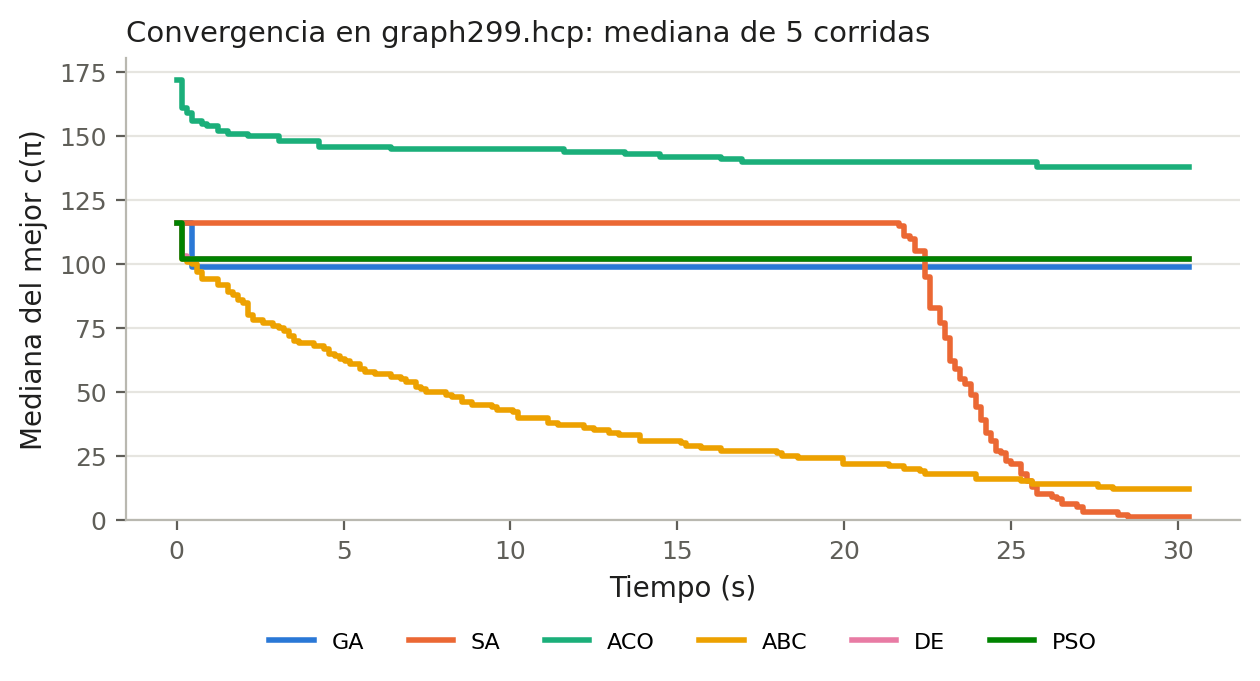 Convergencia en graph299.hcp: mediana de 5 corridas
Mediana del mejor c(π)
175
150
125
100
75
50
25
0
0 5 10 15 20 25 30
Tiempo (s)
GA SA ACO ABC DE PSO